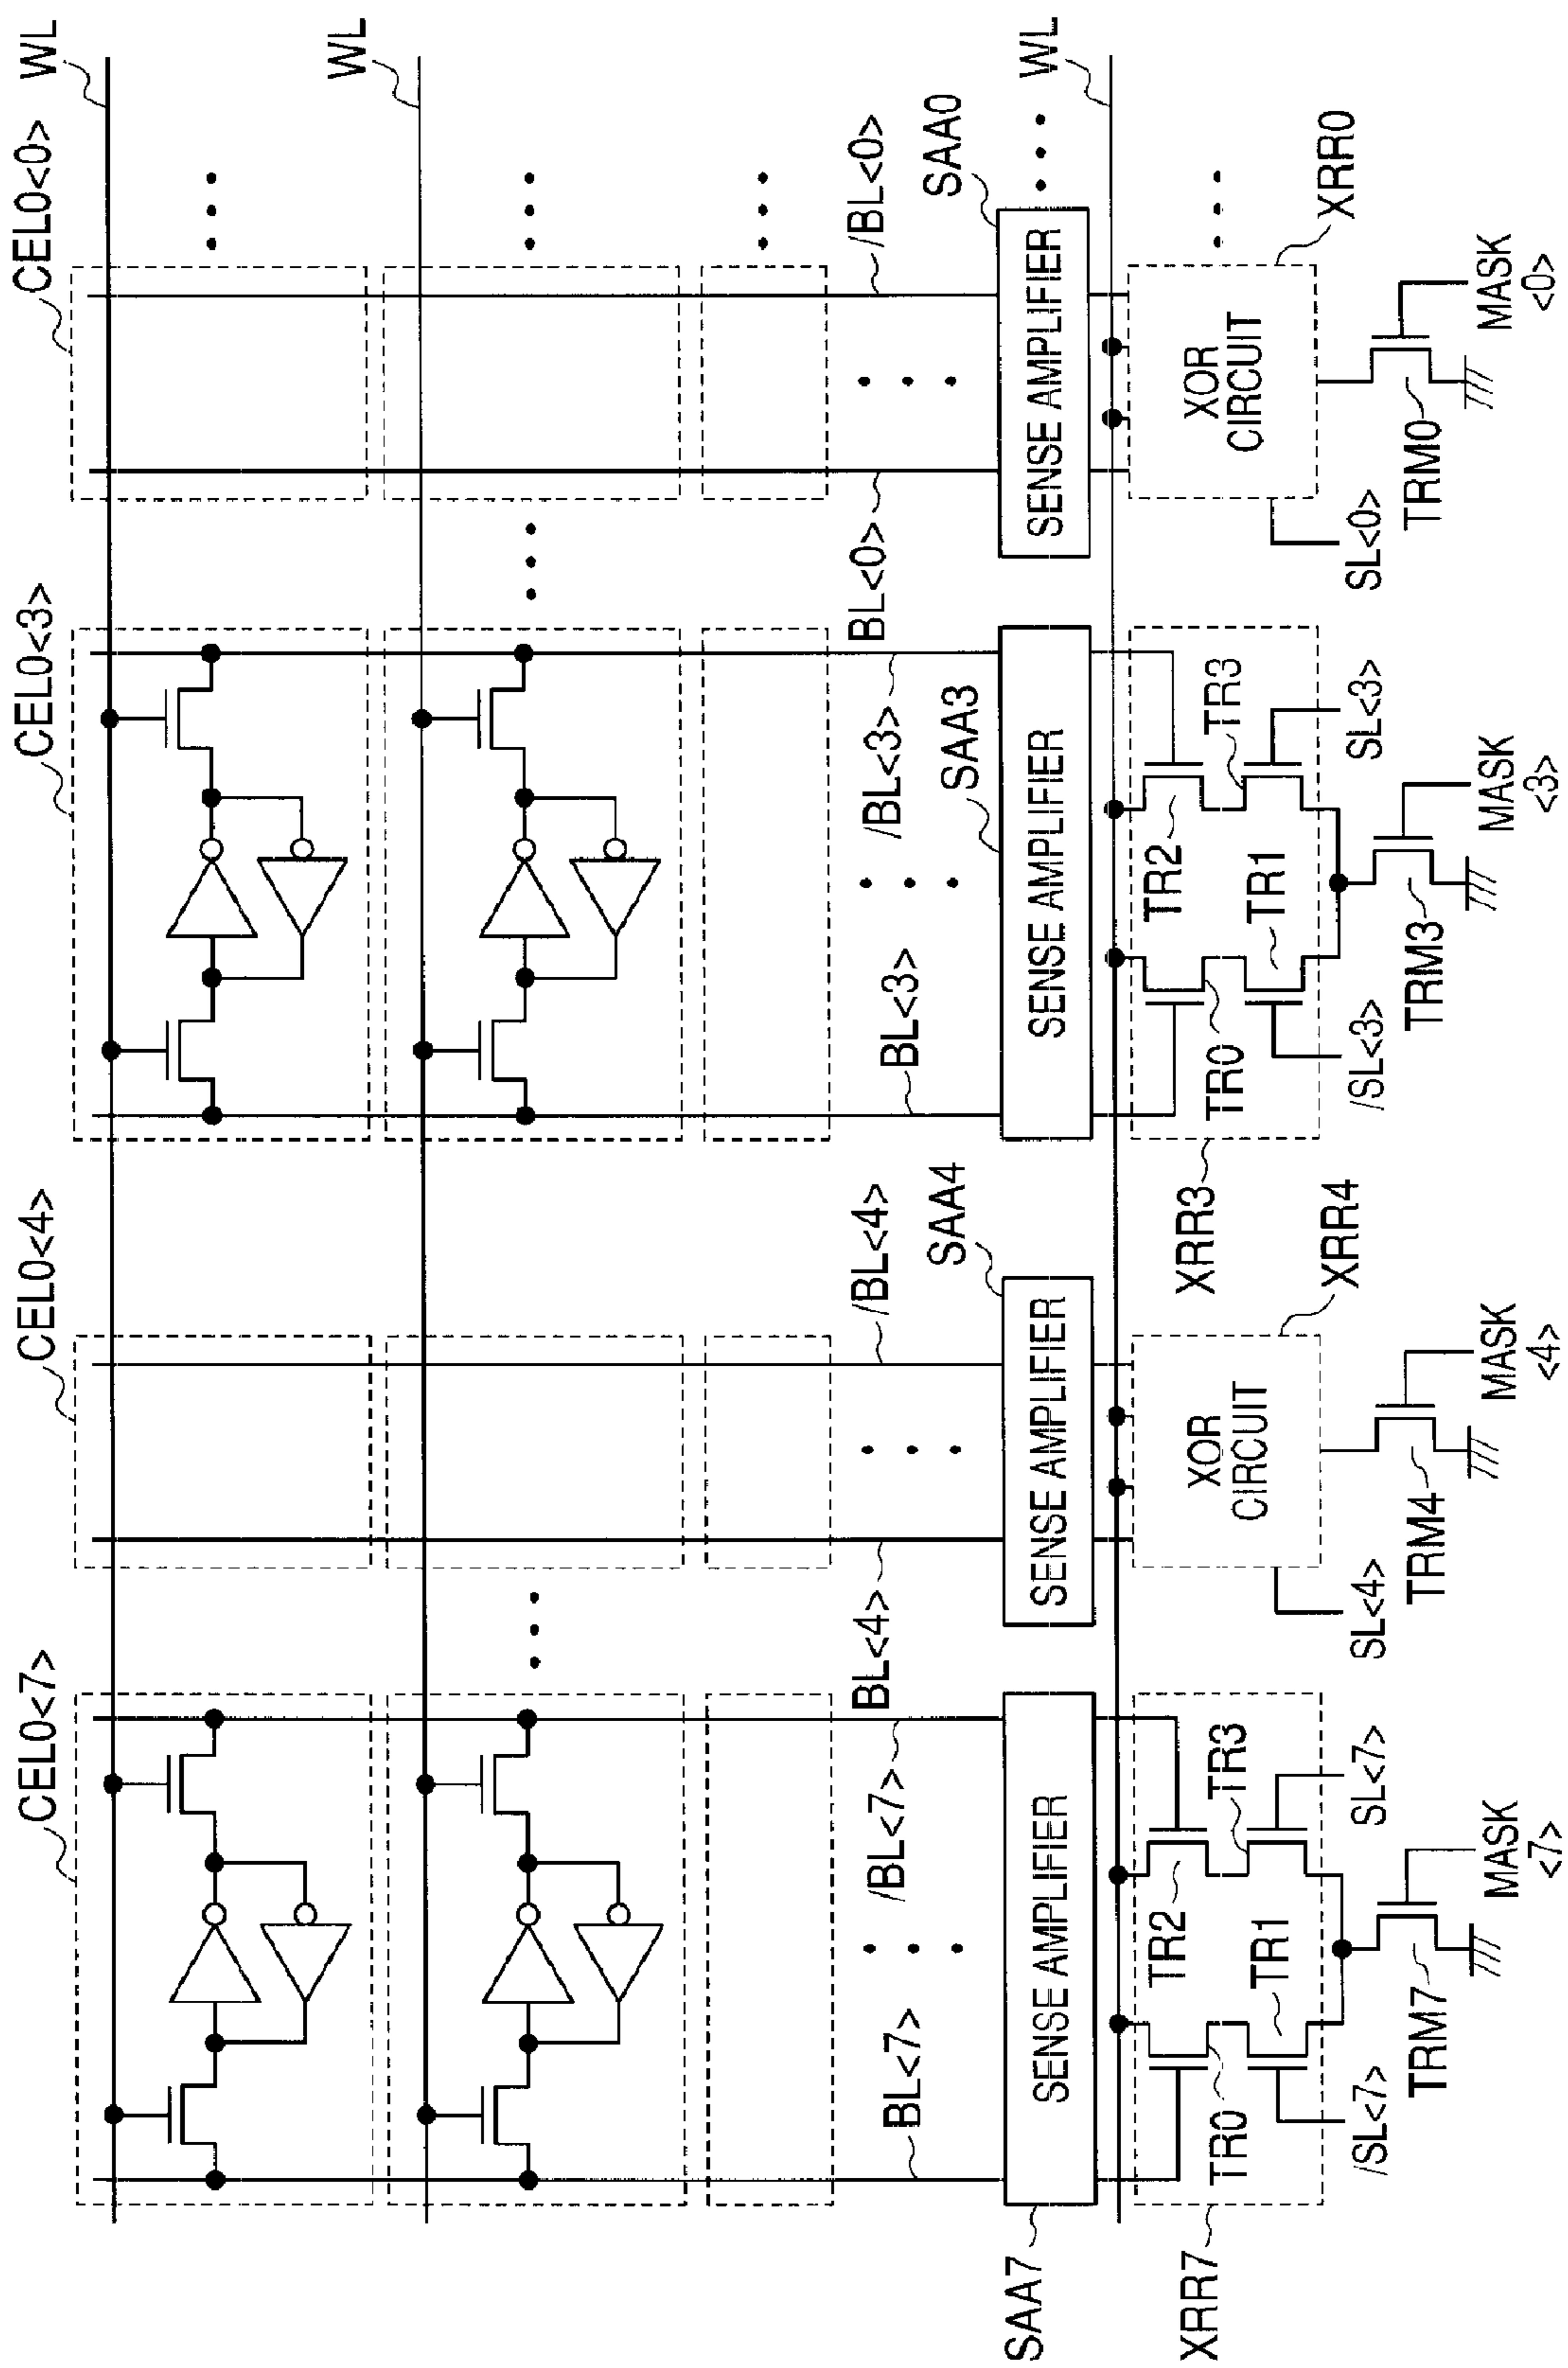 CEL0<7>
CEL0<4>
CEL0<3>
CEL0<0>
WL
WL
BL<7>
/BL<7>
BL<4>
/BL<4>
BL<3>
/BL<3>
BL<0>
/BL<0>
SAA7
SENSE AMPLIFIER
SENSE AMPLIFIER
SAA4
SENSE AMPLIFIER
SAA3
SENSE AMPLIFIER
SAA0
WL
XRR7
TR0
TR2
TR1
TR3
/SL<7>
SL<7>
TRM7
MASK
<7>
XOR
CIRCUIT
XRR4
SL<4>
TRM4
MASK
<4>
XRR3
TR0
TR2
TR1
TR3
/SL<3>
SL<3>
TRM3
MASK
<3>
XOR
CIRCUIT
XRR0
SL<0>
TRM0
MASK
<0>